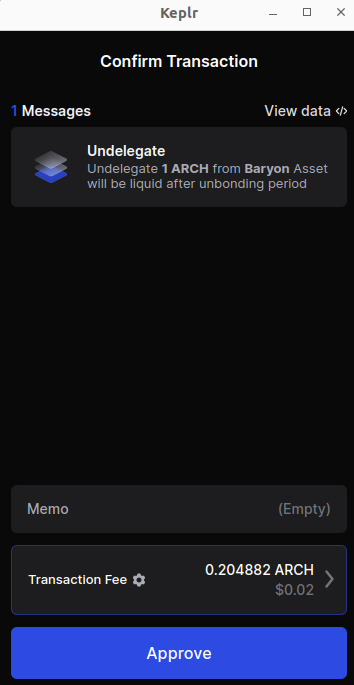 Keplr
Confirm Transaction
1 Messages
View data </>
Undelegate
Undelegate 1 ARCH from Baryon Asset
will be liquid after unbonding period
Memo
(Empty)
Transaction Fee
0.204882 ARCH
$0.02
Approve